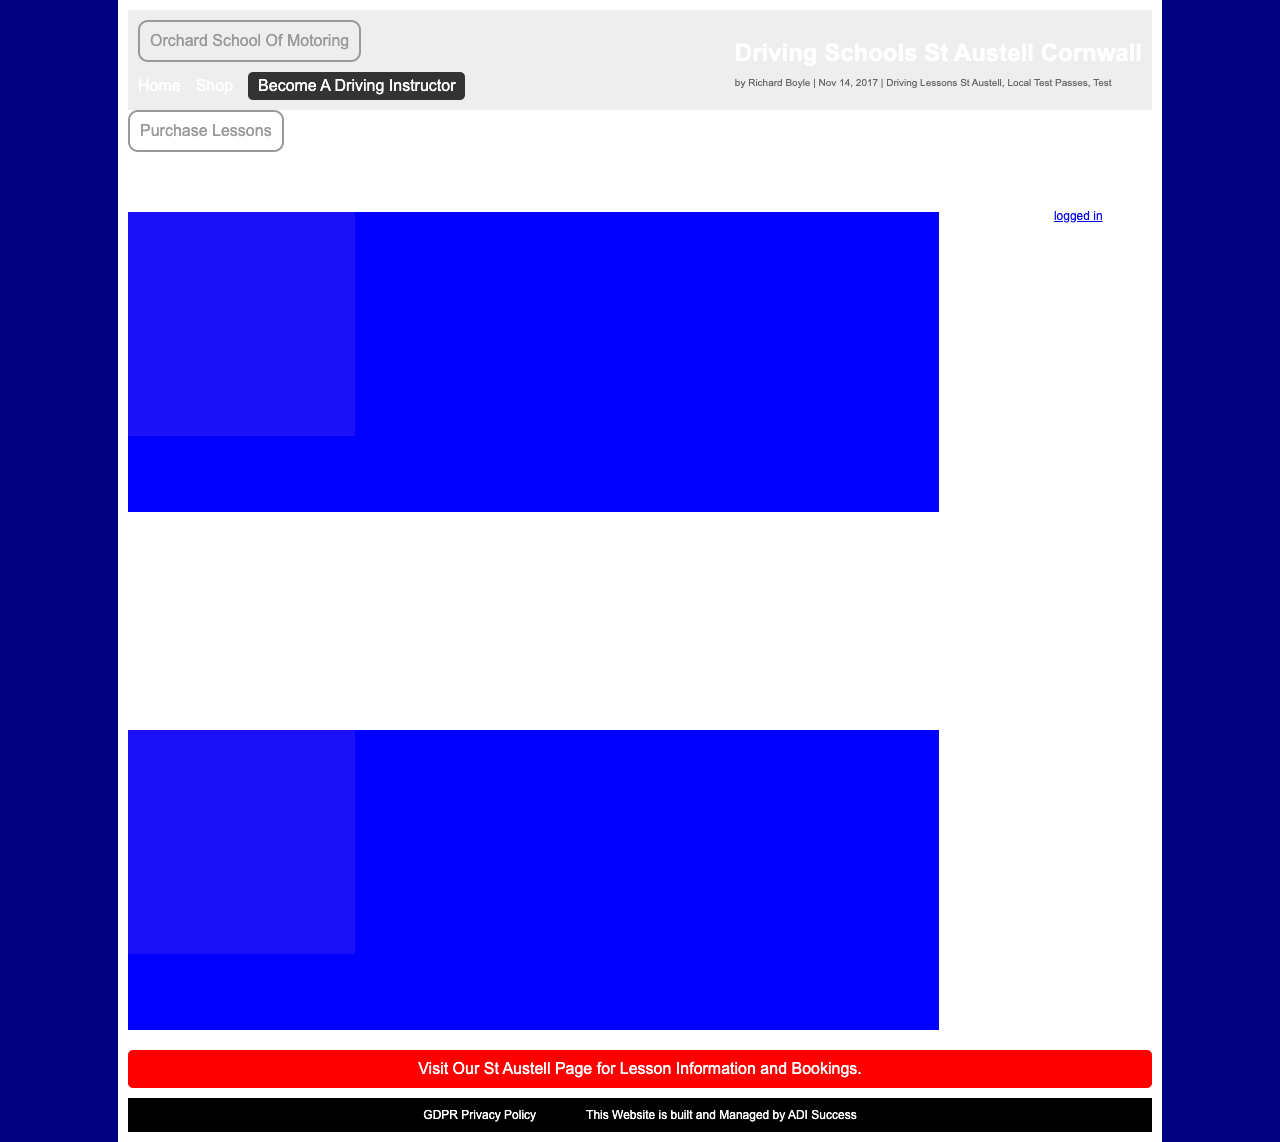 Orchard School Of Motoring
Home Shop Become A Driving Instructor
Driving Schools St Austell Cornwall
by Richard Boyle | Nov 14, 2017 | Driving Lessons St Austell, Local Test Passes, Test
Purchase Lessons
logged in
Visit Our St Austell Page for Lesson Information and Bookings.
GDPR Privacy Policy This Website is built and Managed by ADI Success